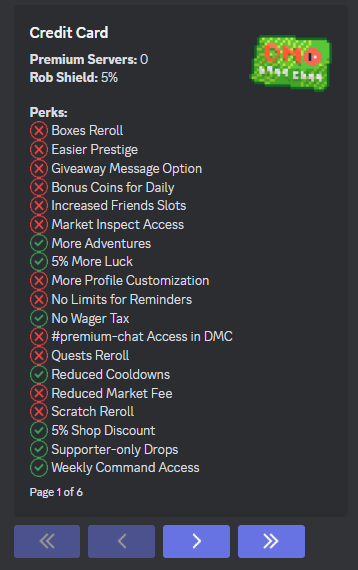 Credit Card
Premium Servers: 0
Rob Shield: 5%
DMO
Perks:
Boxes Reroll
Easier Prestige
Giveaway Message Option
Bonus Coins for Daily
Increased Friends Slots
Market Inspect Access
More Adventures
5% More Luck
More Profile Customization
No Limits for Reminders
No Wager Tax
#premium-chat Access in DMC
Quests Reroll
Reduced Cooldowns
Reduced Market Fee
Scratch Reroll
5% Shop Discount
Supporter-only Drops
Weekly Command Access
Page 1 of 6